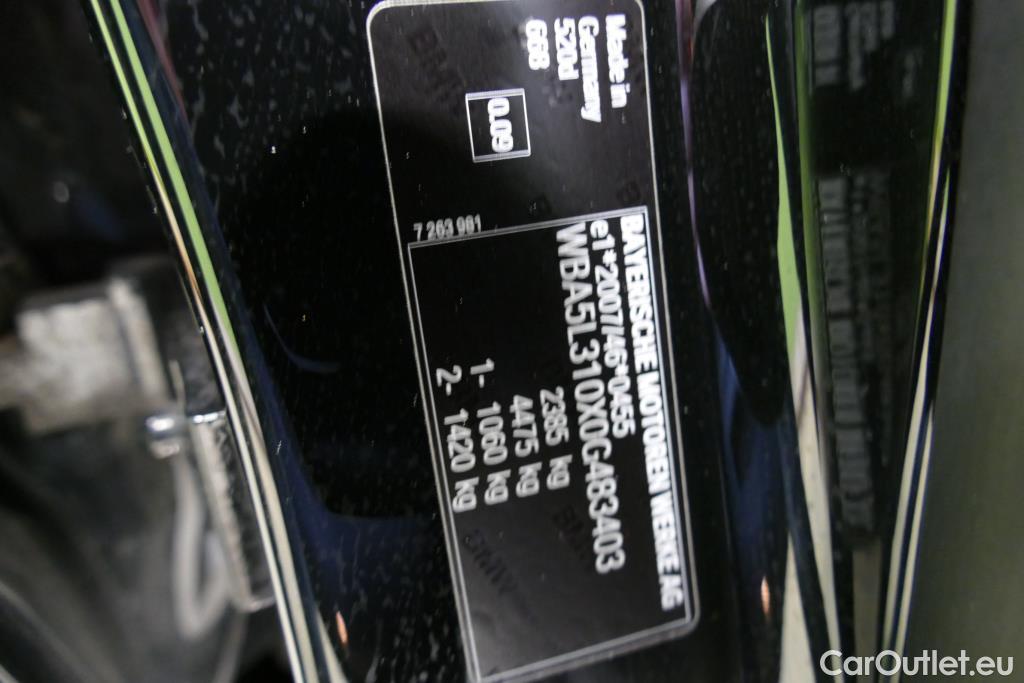 Made in
Germany
520d
668
0.09
7 263 981
BAYERISCHE MOTOREN WERKE AG
e1*2007/46*0455
WBA5L310X0G483403
2385 kg
4475 kg
1- 1060 kg
2- 1420 kg
BMW
CarOutlet.eu